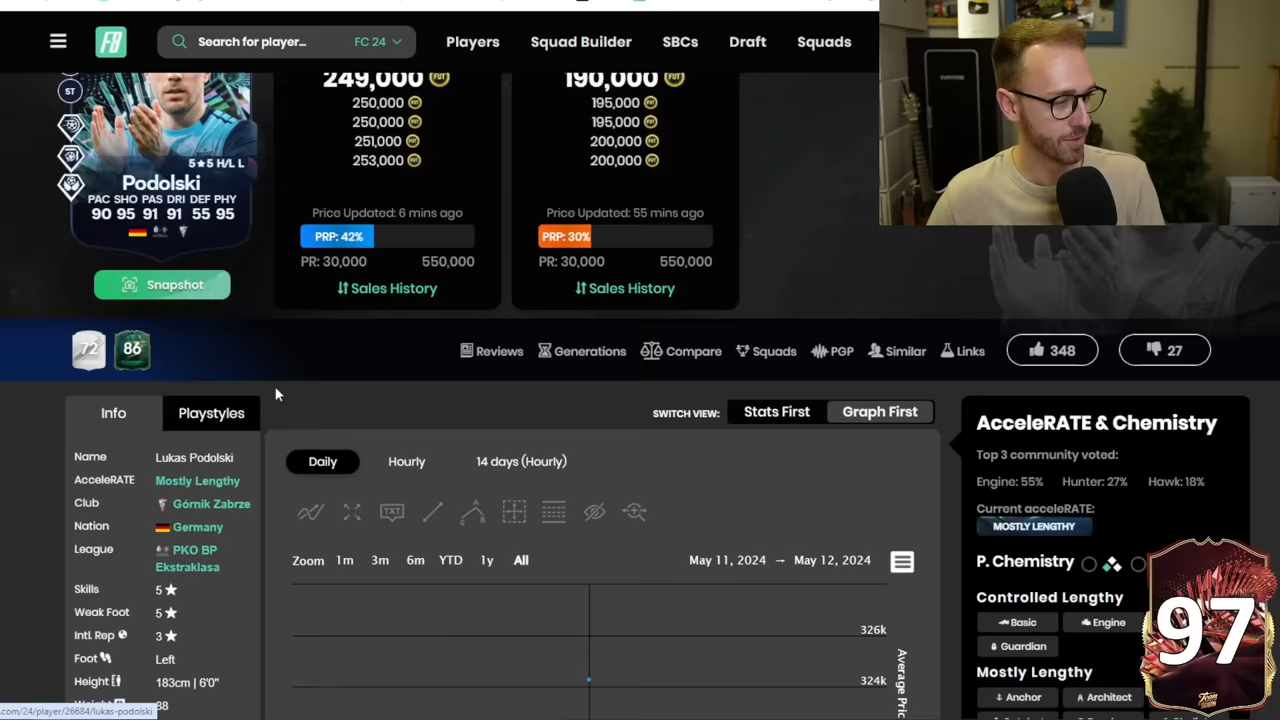 FB
Search for player...
FC 24
Players
Squad Builder
SBCs
Draft
Squads
ST
5★5 H/L L
Podolski
PAC SHO PAS DRI DEF PHY
90 95 91 91 55 95
Snapshot
249,000
250,000
250,000
251,000
253,000
Price Updated: 6 mins ago
PRP: 42%
PR: 30,000
550,000
Sales History
190,000
195,000
195,000
200,000
200,000
Price Updated: 55 mins ago
PRP: 30%
PR: 30,000
550,000
Sales History
72
86
Reviews
Generations
Compare
Squads
PGP
Similar
Links
348
27
Info
Playstyles
Name
Lukas Podolski
AcceleRATE
Mostly Lengthy
Club
Górnik Zabrze
Nation
Germany
League
PKO BP
Ekstraklasa
Skills
5★
Weak Foot
5★
Intl. Rep
3★
Foot
Left
Height
183cm | 6'0"
88
.com/24/player/26684/lukas-podolski
SWITCH VIEW:
Stats First
Graph First
Daily
Hourly
14 days (Hourly)
TXT
Zoom
1m
3m
6m
YTD
1y
All
May 11, 2024 → May 12, 2024
326k
324k
AcceleRATE & Chemistry
Top 3 community voted:
Engine: 55%
Hunter: 27%
Hawk: 18%
Current acceleRATE:
MOSTLY LENGTHY
P. Chemistry
Controlled Lengthy
Basic
Engine
Guardian
Mostly Lengthy
Anchor
Architect
97